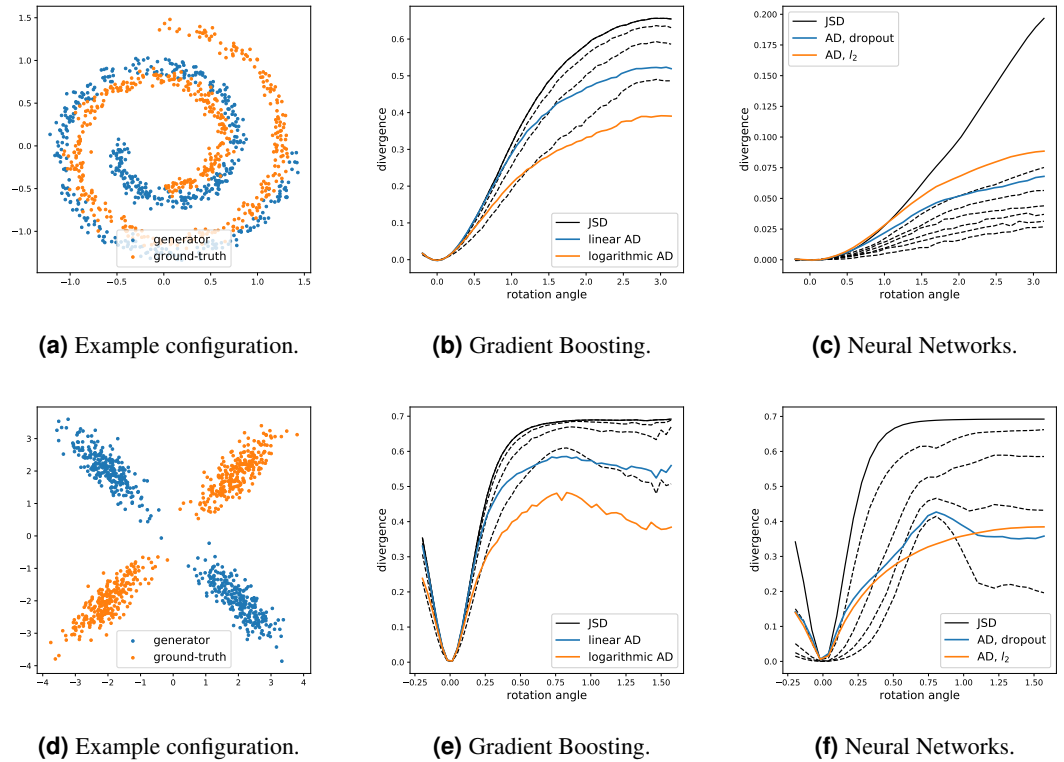 1.5
1.0
0.5
0.0
−0.5
−1.0
generator
ground-truth
−1.0 −0.5 0.0 0.5 1.0 1.5
(a) Example configuration.
divergence
0.6
0.5
0.4
0.3
0.2
0.1
0.0
JSD
linear AD
logarithmic AD
0.0 0.5 1.0 1.5 2.0 2.5 3.0
rotation angle
(b) Gradient Boosting.
divergence
0.200
0.175
0.150
0.125
0.100
0.075
0.050
0.025
0.000
JSD
AD, dropout
AD, l₂
0.0 0.5 1.0 1.5 2.0 2.5 3.0
rotation angle
(c) Neural Networks.
3
2
1
0
−1
−2
−3
−4
generator
ground-truth
−4 −3 −2 −1 0 1 2 3 4
(d) Example configuration.
divergence
0.7
0.6
0.5
0.4
0.3
0.2
0.1
0.0
JSD
linear AD
logarithmic AD
−0.25 0.00 0.25 0.50 0.75 1.00 1.25 1.50
rotation angle
(e) Gradient Boosting.
divergence
0.7
0.6
0.5
0.4
0.3
0.2
0.1
0.0
JSD
AD, dropout
AD, l₂
−0.25 0.00 0.25 0.50 0.75 1.00 1.25 1.50
rotation angle
(f) Neural Networks.